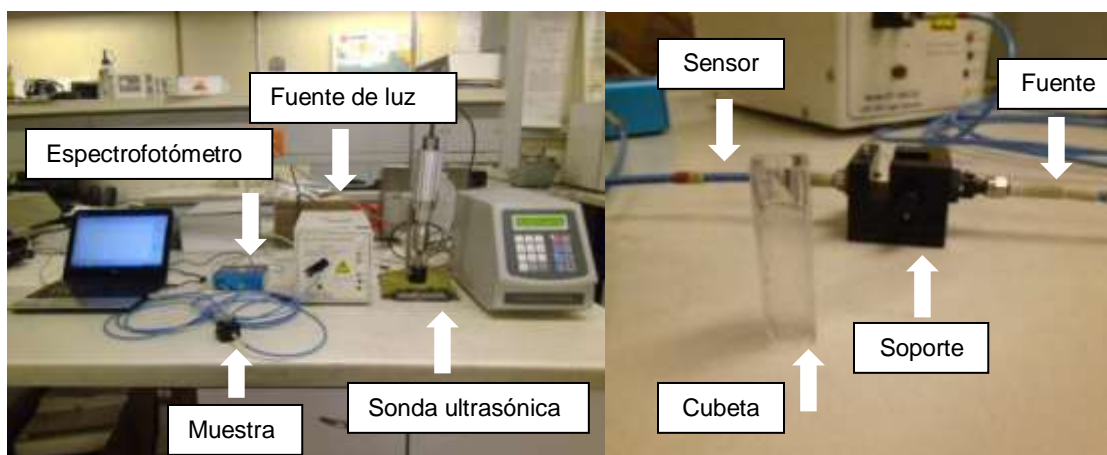 Fuente de luz
Espectrofotómetro
Muestra
Sonda ultrasónica
Sensor
Fuente
Soporte
Cubeta